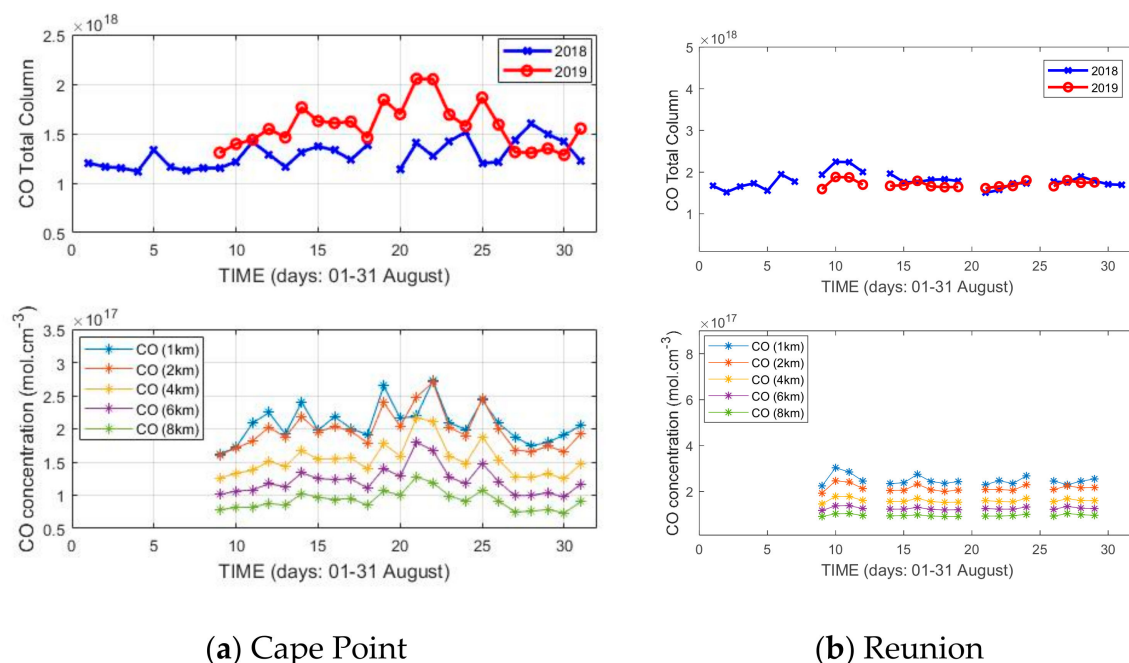 ×10^18
2.5
2
1.5
1
0.5
CO Total Column
2018
2019
0 5 10 15 20 25 30
TIME (days: 01-31 August)
×10^17
3.5
3
2.5
2
1.5
1
0.5
CO concentration (mol.cm^-3)
CO (1km)
CO (2km)
CO (4km)
CO (6km)
CO (8km)
0 5 10 15 20 25 30
TIME (days: 01-31 August)
(a) Cape Point
×10^18
5
4
3
2
1
CO Total Column
2018
2019
0 5 10 15 20 25 30
TIME (days: 01-31 August)
×10^17
8
6
4
2
CO concentration (mol.cm^-3)
CO (1km)
CO (2km)
CO (4km)
CO (6km)
CO (8km)
0 5 10 15 20 25 30
TIME (days: 01-31 August)
(b) Reunion